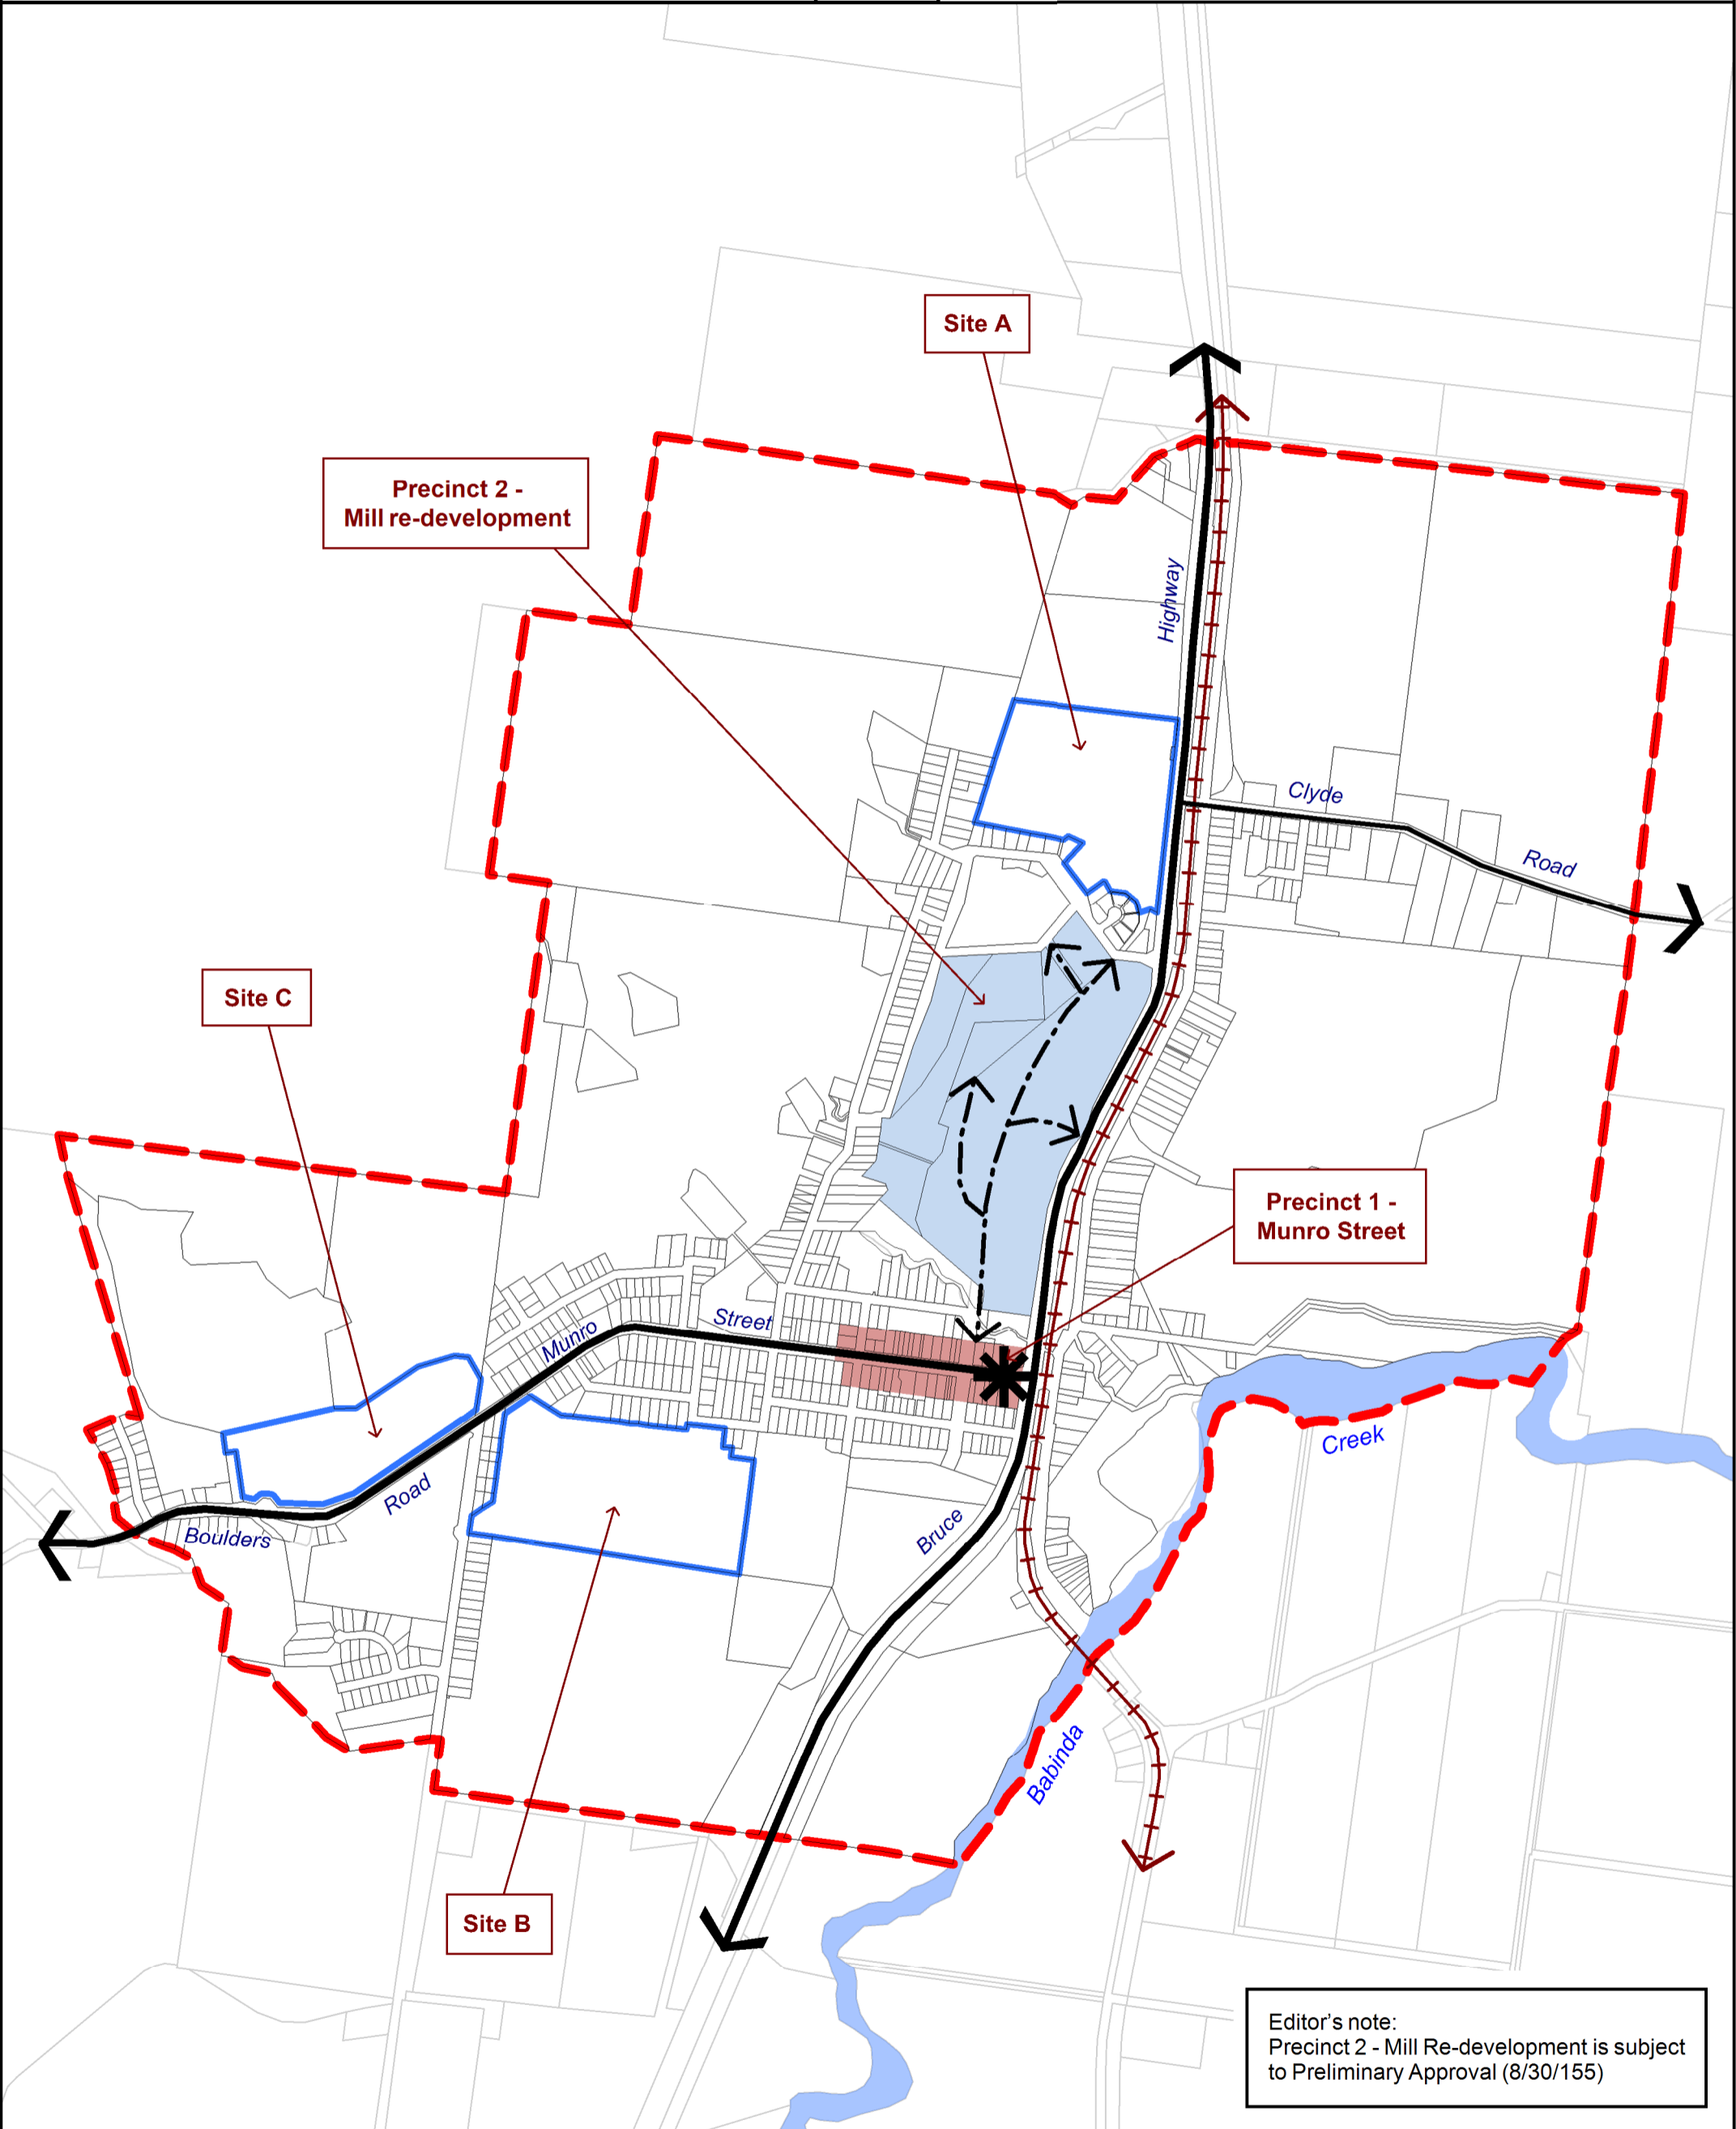 Site A
Precinct 2 -
Mill re-development
Highway
Clyde
Road
Site C
Precinct 1 -
Munro Street
Street
Munro
Creek
Road
Boulders
Bruce
Babinda
Site B
Editor's note:
Precinct 2 - Mill Re-development is subject
to Preliminary Approval (8/30/155)